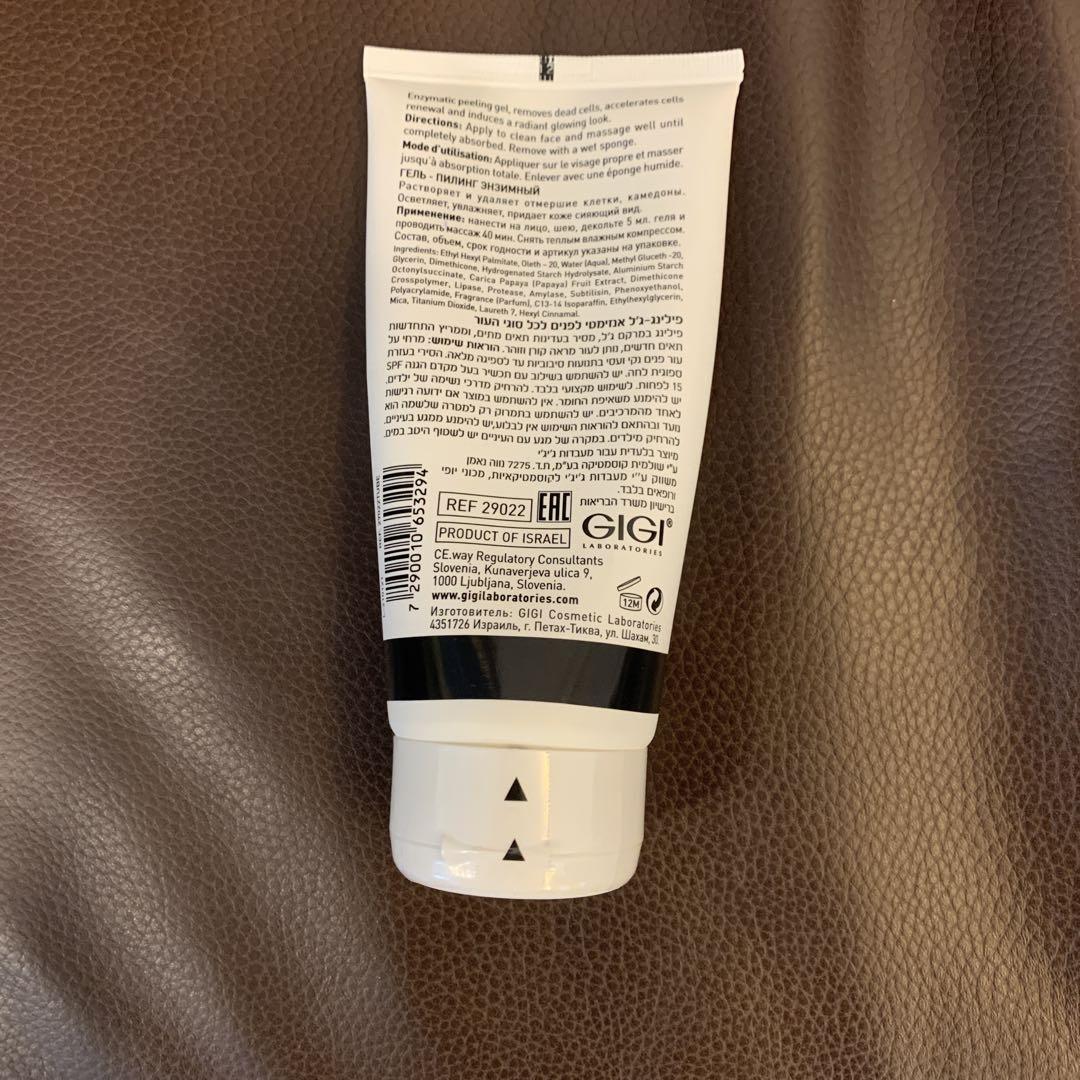 Enzymatic peeling gel, removes dead cells, accelerates cells
renewal and induces a radiant glowing look.
Directions: Apply to clean face and massage well until
completely absorbed. Remove with a wet sponge.
Mode d'utilisation: Appliquer sur le visage propre et masser
jusqu'à absorption totale. Enlever avec une éponge humide.
ГЕЛЬ - ПИЛИНГ ЭНЗИМНЫЙ
Растворяет и удаляет отмершие клетки, камедоны.
Осветляет, увлажняет, придает коже сияющий вид.
Применение: нанести на лицо, шею, декольте 5 мл. геля и
проводить массаж 40 мин. Снять теплым влажным компрессом.
Состав, объем, срок годности и артикул указаны на упаковке.
Ingredients: Ethyl Hexyl Palmitate, Oleth - 20, Water (Aqua), Methyl Gluceth -20,
Glycerin, Dimethicone, Hydrogenated Starch Hydrolysate, Aluminium Starch
Octonylsuccinate, Carica Papaya (Papaya) Fruit Extract, Dimethicone
Crosspolymer, Lipase, Protease, Amylase, Subtilisin, Phenoxyethanol,
Polyacrylamide, Fragrance (Parfum), C13-14 Isoparaffin, Ethylhexylglycerin,
Mica, Titanium Dioxide, Laureth 7, Hexyl Cinnamal.
פילינג-ג'ל אנזימטי לפנים לכל סוגי העור
פילינג במרקם ג'ל, מסיר בעדינות תאים מתים, וממריץ התחדשות
תאים חדשים, נותן לעור מראה קורן וזוהר. הוראות שימוש: מרחי על
עור פנים נקי ועסי בתנועות סיבוביות עד לספיגה מלאה. הסירי בעזרת
ספוגית לחה. יש להשתמש בשילוב עם תכשיר בעל מקדם הגנה SPF
15 לפחות. לשימוש מקצועי בלבד. להרחיק מדרכי נשימה של ילדים.
יש להימנע משאיפת החומר. אין להשתמש במוצר אם ידועה רגישות
לאחד מהמרכיבים. יש להשתמש בתמרוק רק למטרה שלשמה הוא
נועד ובהתאם להוראות השימוש אין לבלוע,יש להימנע ממגע בעיניים.
להרחיק מילדים. במקרה של מגע עם העיניים יש לשטוף היטב במים.
מיוצר בלעדית עבור מעבדות ג'יג'י
ע"י שולמית קוסמטיקה בע"מ, ת.ד. 7275 נווה נאמן
משווק ע"י מעבדות ג'יג'י לקוסמטיקאיות, מכוני יופי
ורופאים בלבד.
ברישיון משרד הבריאות
REF 29022
EAC
GIGI®
LABORATORIES
PRODUCT OF ISRAEL
CE.way Regulatory Consultants
Slovenia, Kunaverjeva ulica 9,
1000 Ljubljana, Slovenia.
www.gigilaboratories.com
12M
Изготовитель: GIGI Cosmetic Laboratories
4351726 Израиль, г. Петах-Тиква, ул. Шахам, 30.
7 290010 653294